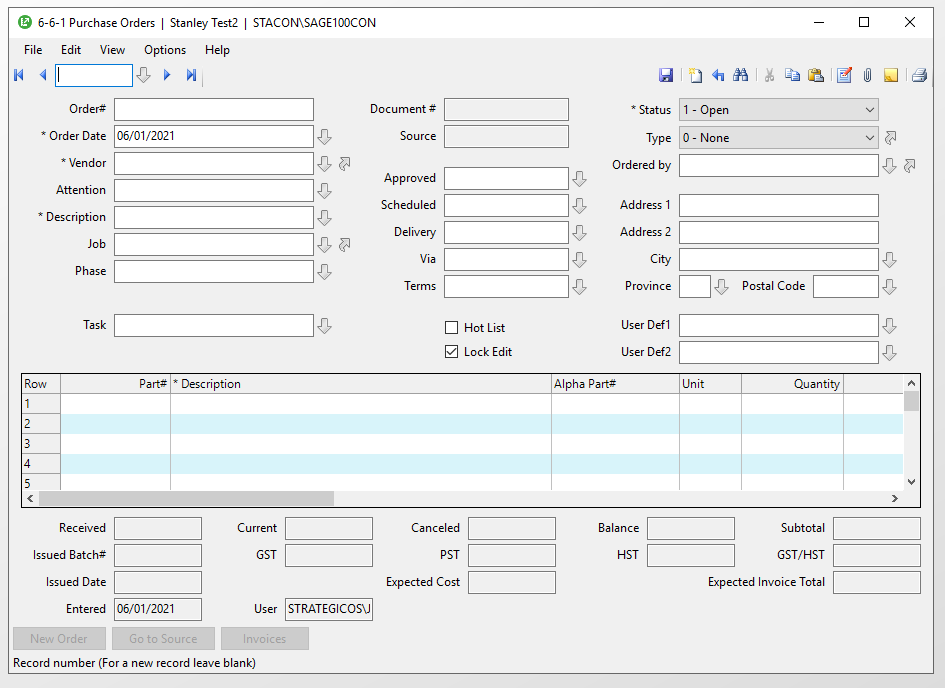 6-6-1 Purchase Orders | Stanley Test2 | STACON\SAGE100CON
File Edit View Options Help
Order# Document # * Status 1 - Open
* Order Date 06/01/2021 Source Type 0 - None
* Vendor Ordered by
Attention Approved
* Description Scheduled Address 1
Job Delivery Address 2
Phase Via City
Terms Province Postal Code
Task Hot List User Def1
Lock Edit User Def2
Row Part# * Description Alpha Part# Unit Quantity
1
2
3
4
5
Received Current Canceled Balance Subtotal
Issued Batch# GST PST HST GST/HST
Issued Date Expected Cost Expected Invoice Total
Entered 06/01/2021 User STRATEGICOS\J
New Order Go to Source Invoices
Record number (For a new record leave blank)